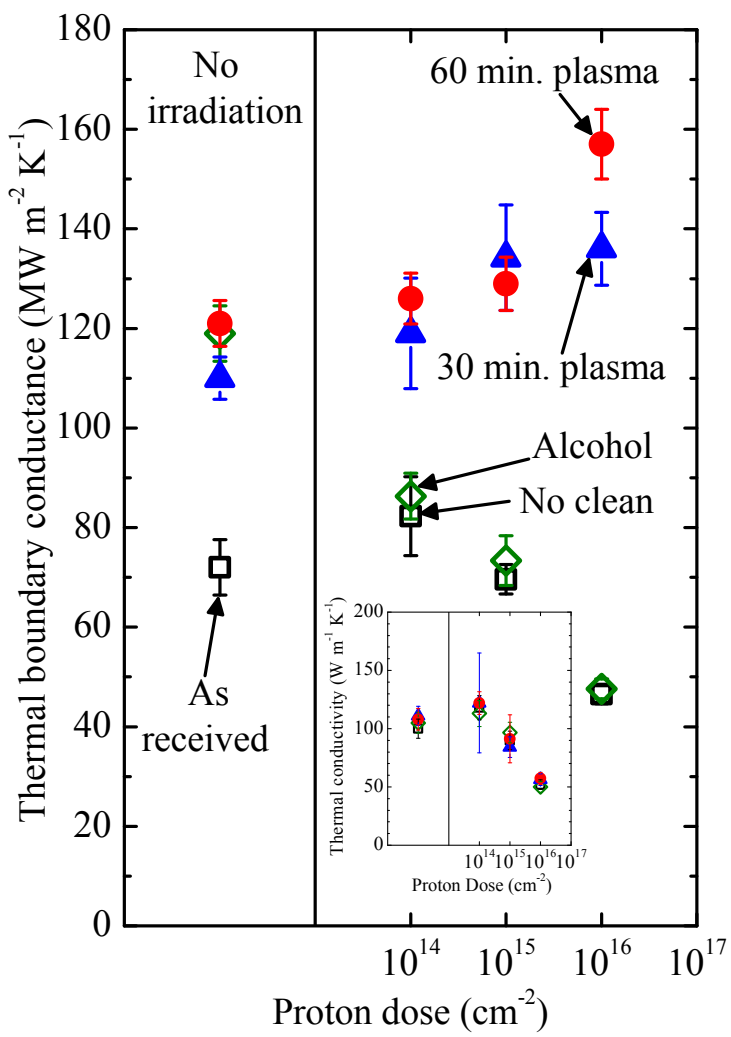 Thermal boundary conductance (MW m⁻² K⁻¹)
180
160
140
120
100
80
60
40
20
0
No
irradiation
60 min. plasma
30 min. plasma
Alcohol
No clean
As
received
Thermal conductivity (W m⁻¹ K⁻¹)
200
150
100
50
0
10¹⁴ 10¹⁵ 10¹⁶ 10¹⁷
Proton Dose (cm⁻²)
10¹⁴ 10¹⁵ 10¹⁶ 10¹⁷
Proton dose (cm⁻²)